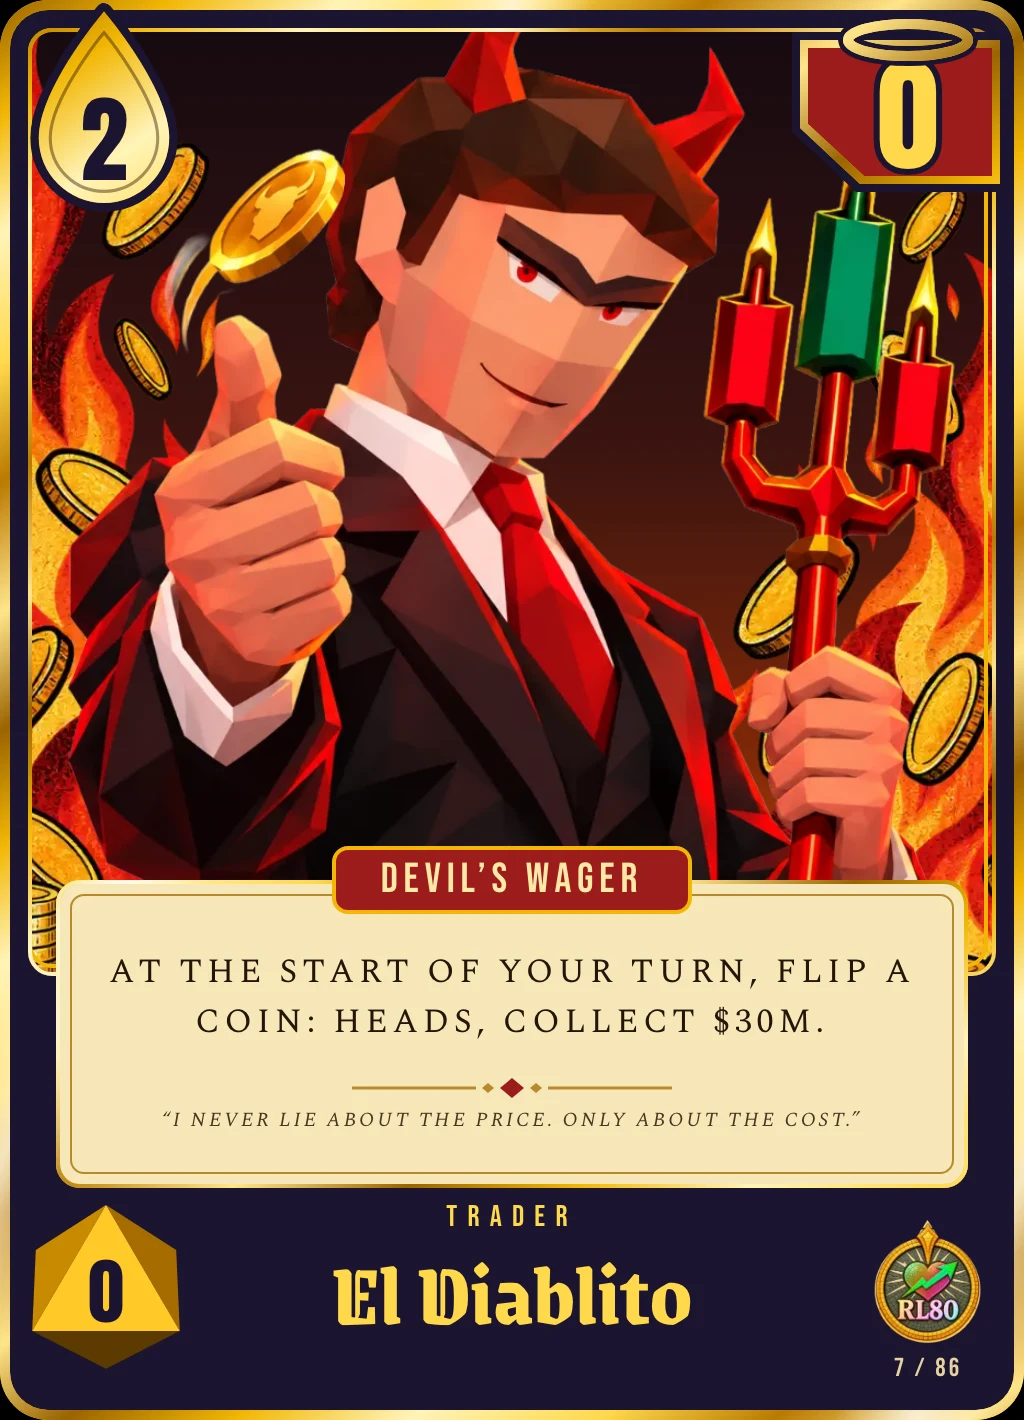 2
0
DEVIL'S WAGER
AT THE START OF YOUR TURN, FLIP A
COIN: HEADS, COLLECT $30M.
“I NEVER LIE ABOUT THE PRICE. ONLY ABOUT THE COST.”
TRADER
0
El Diablito
RL80
7 / 86